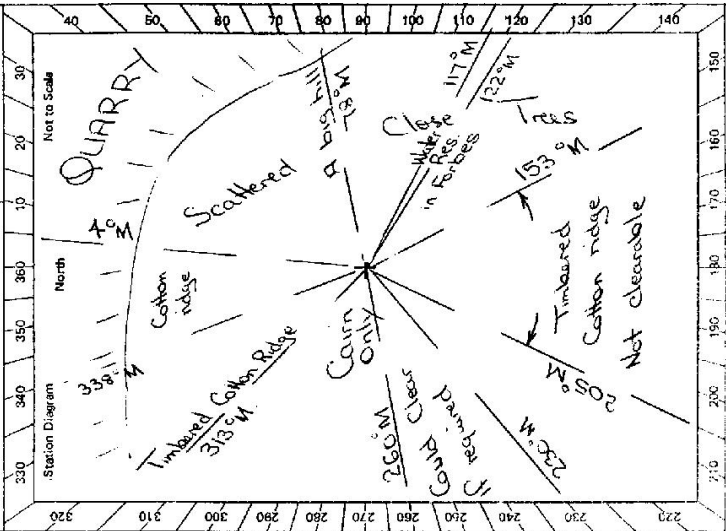 40 50 60 70 80 90 100 110 120 130 140
30
20
10
360
350
340
330
Not to Scale
North
Station Diagram
QUARRY
4°M
Scattered
A big hill
78°M
Close
Water
Res.
in Forbes
117°M
122°M
Trees
153°M
Timbered
Cotton ridge
Not clearable
205°M
230°M
Could Clear
If required
260°M
Cairn
Only
Timbered Cotton Ridge
313°M
338°M
Cotton
ridge
150
160
170
180
190
200
210
320 310 300 290 280 270 260 250 240 230 220